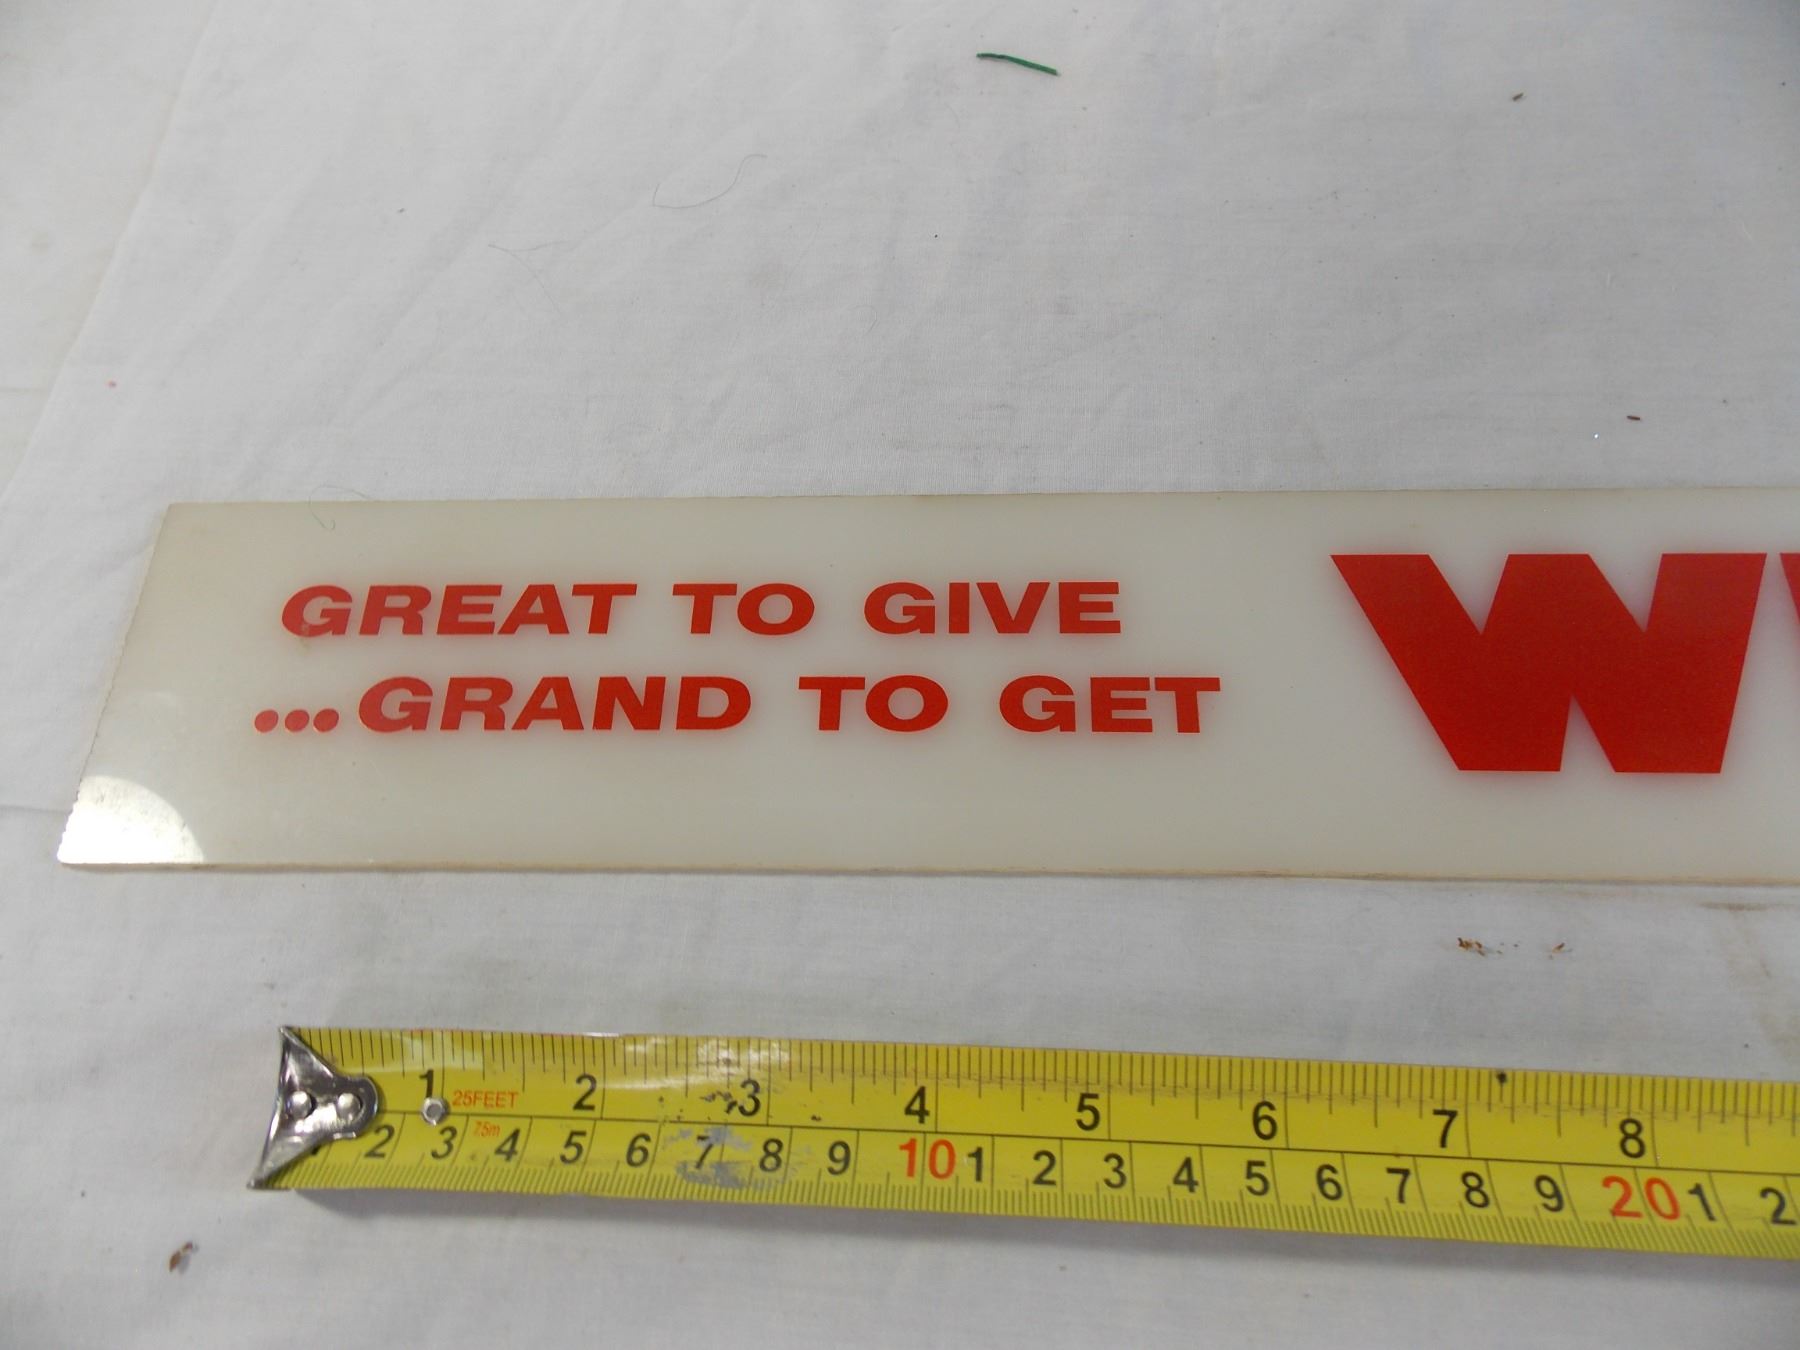 GREAT TO GIVE W
...GRAND TO GET
1 25FEET 2 3 4 5 6 7 8
1 2 3 7.5m 4 5 6 7 8 9 10 1 2 3 4 5 6 7 8 9 20 1 2